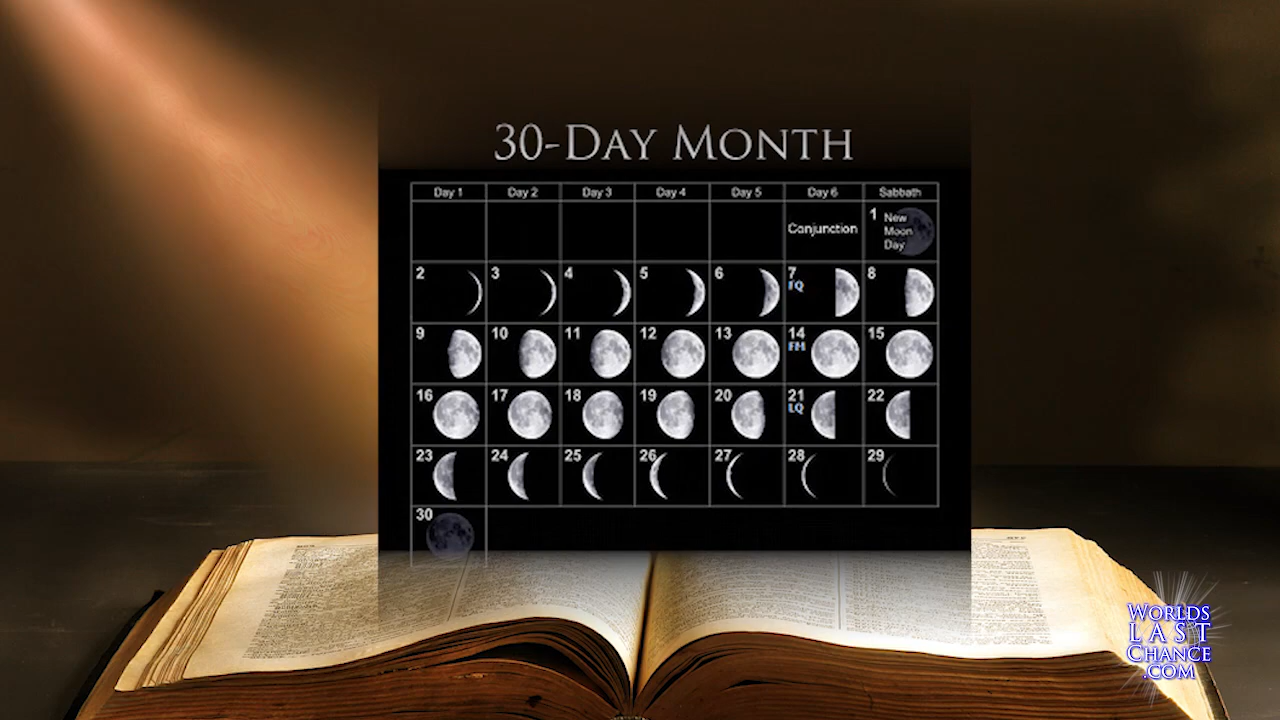 30-DAY MONTH
Day 1 Day 2 Day 3 Day 4 Day 5 Day 6 Sabbath
Conjunction 1 New Moon Day
2 3 4 5 6 7 FQ 8
9 10 11 12 13 14 FM 15
16 17 18 19 20 21 LQ 22
23 24 25 26 27 28 29
30
WORLDS
LAST
CHANCE
.COM